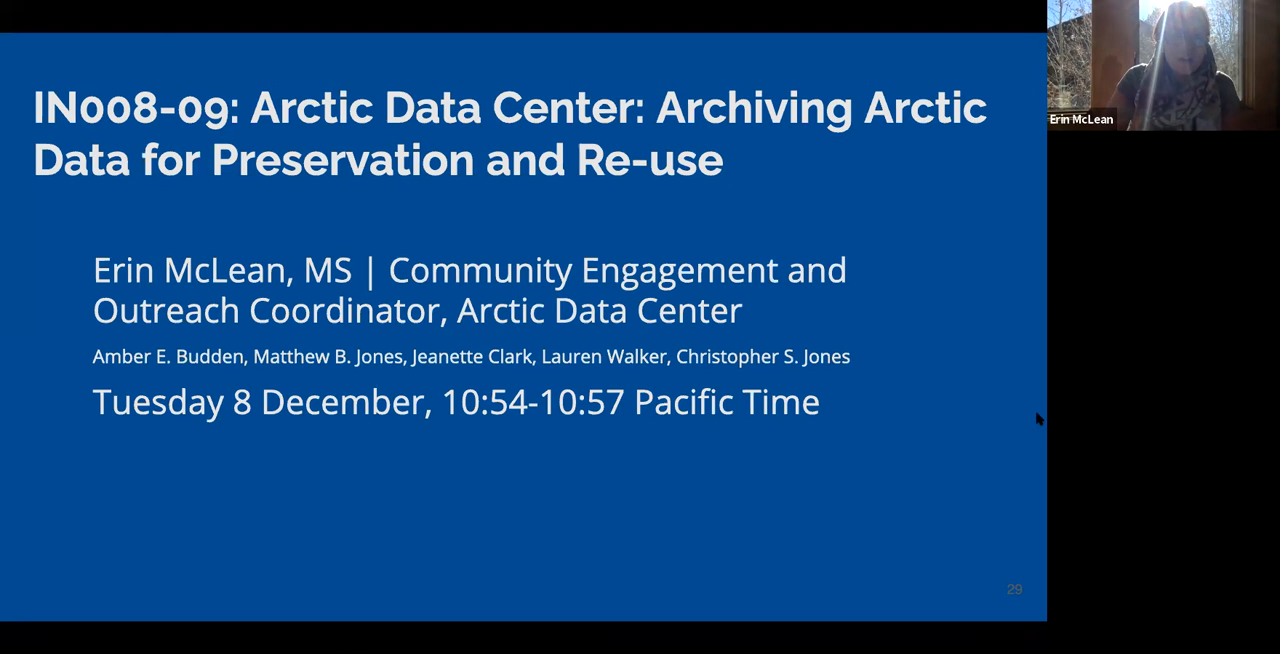 IN008-09: Arctic Data Center: Archiving Arctic
Data for Preservation and Re-use
Erin McLean, MS | Community Engagement and
Outreach Coordinator, Arctic Data Center
Amber E. Budden, Matthew B. Jones, Jeanette Clark, Lauren Walker, Christopher S. Jones
Tuesday 8 December, 10:54-10:57 Pacific Time
29
Erin McLean